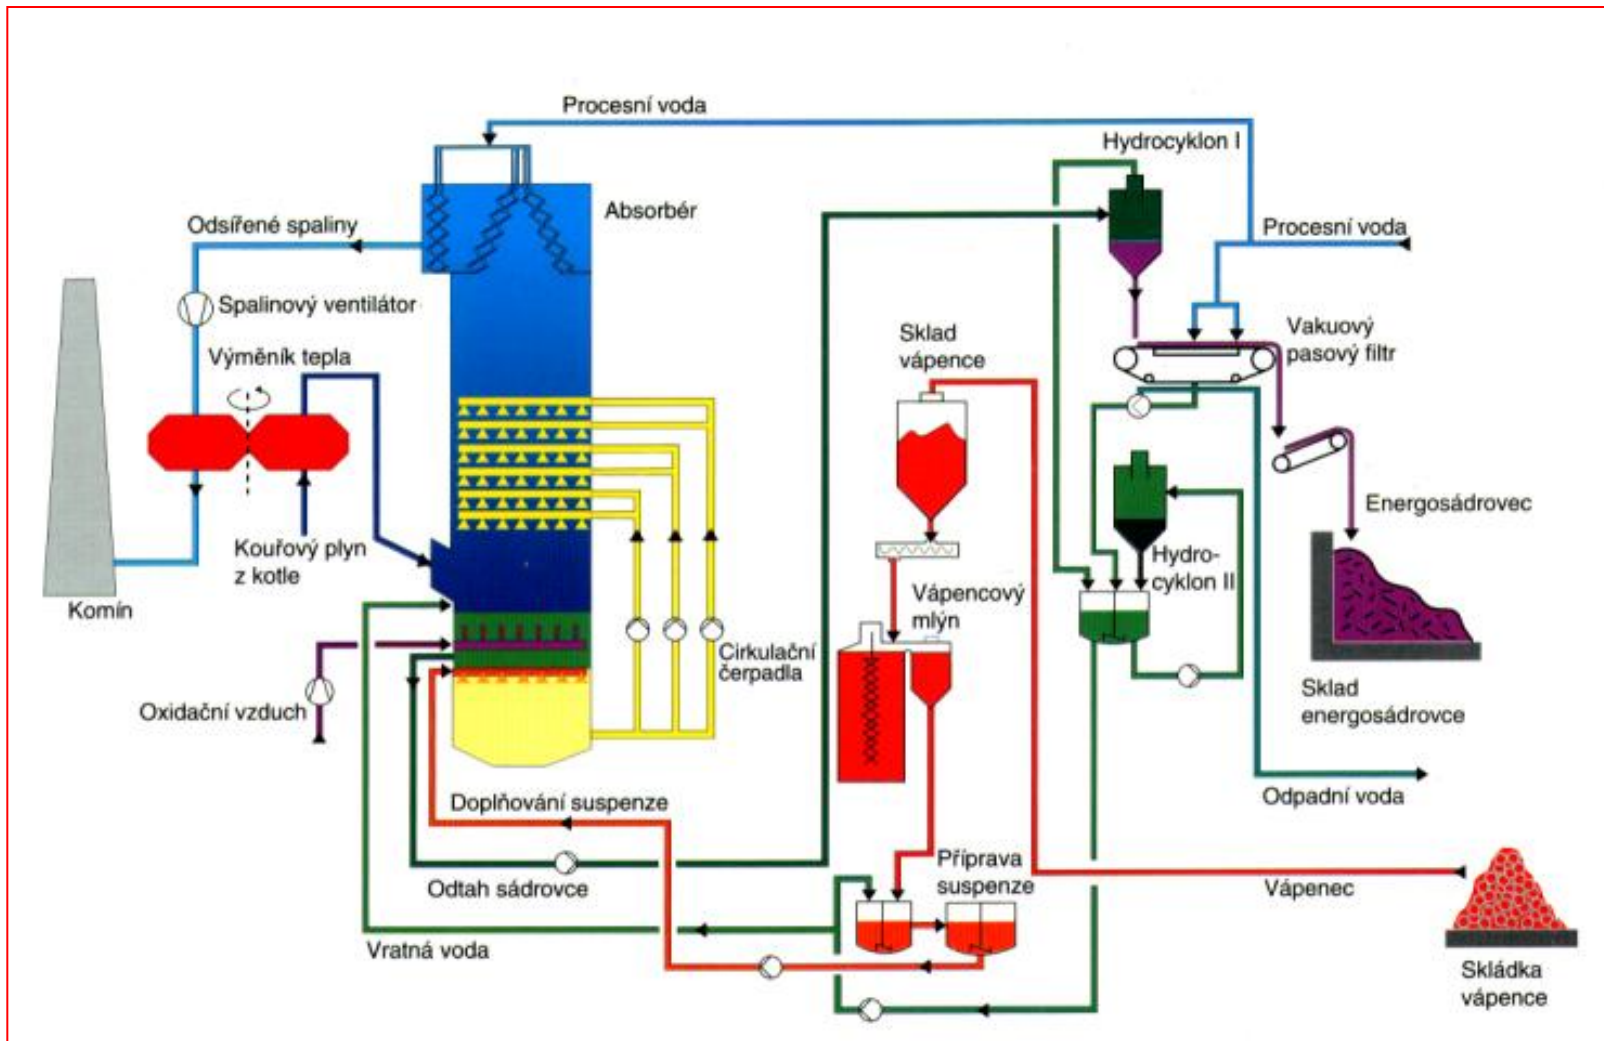 Procesní voda
Hydrocyklon I
Absorbér
Odsířené spaliny
Procesní voda
Spalinový ventilátor
Sklad
vápence
Vakuový
pasový filtr
Výměník tepla
Energosádrovec
Kouřový plyn
z kotle
Hydro-
cyklon II
Komín
Vápencový
mlýn
Cirkulační
čerpadla
Sklad
energosádrovce
Oxidační vzduch
Doplňování suspenze
Odpadní voda
Odtah sádrovce
Příprava
suspenze
Vápenec
Vratná voda
Skládka
vápence